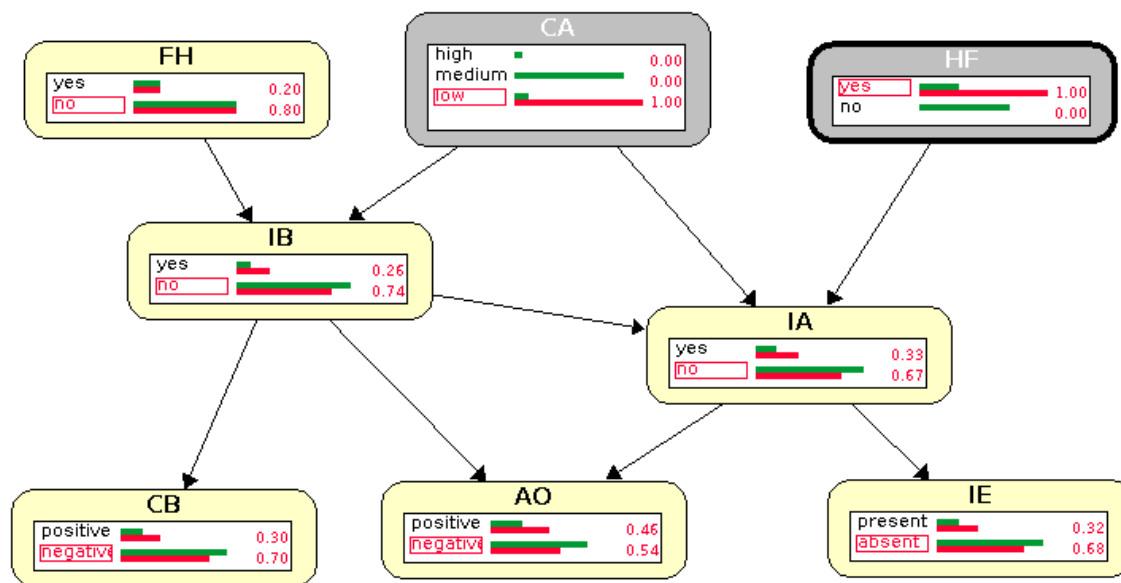 FH
yes 0.20
no 0.80
CA
high 0.00
medium 0.00
low 1.00
HF
yes 1.00
no 0.00
IB
yes 0.26
no 0.74
IA
yes 0.33
no 0.67
CB
positive 0.30
negative 0.70
AO
positive 0.46
negative 0.54
IE
present 0.32
absent 0.68